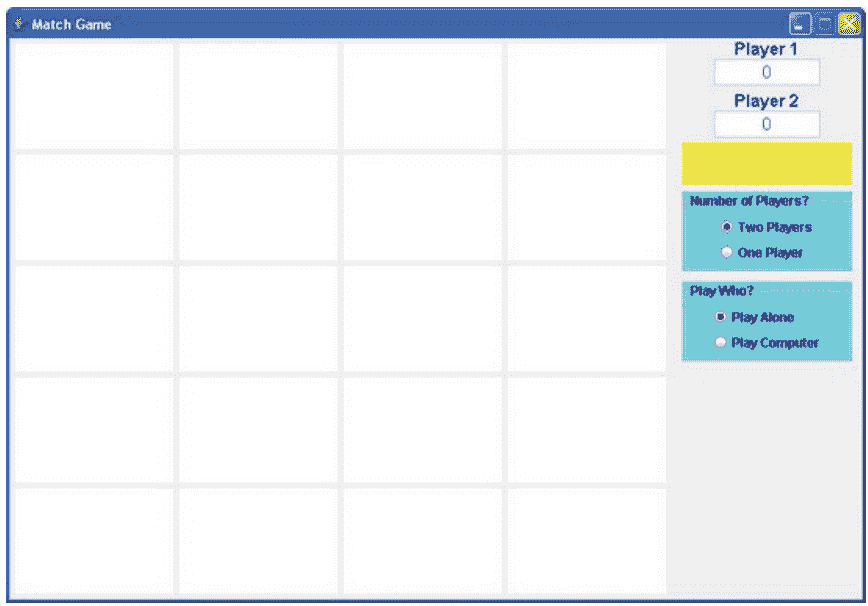 Match Game
Player 1
0
Player 2
0
Number of Players?
Two Players
One Player
Play Who?
Play Alone
Play Computer